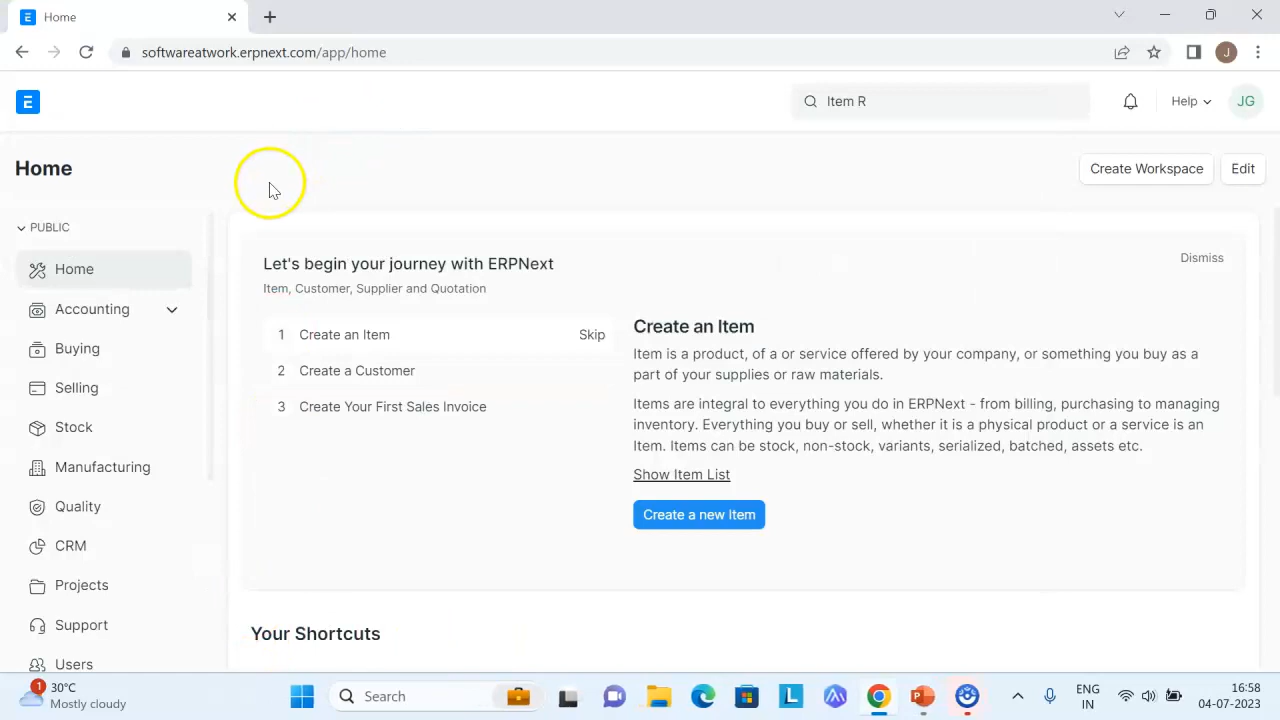 Home
softwareatwork.erpnext.com/app/home
J
E
Item R
Help
JG
Home
Create Workspace
Edit
PUBLIC
Home
Accounting
Buying
Selling
Stock
Manufacturing
Quality
CRM
Projects
Support
Users
Let's begin your journey with ERPNext
Dismiss
Item, Customer, Supplier and Quotation
1 Create an Item Skip
2 Create a Customer
3 Create Your First Sales Invoice
Create an Item
Item is a product, of a or service offered by your company, or something you buy as a
part of your supplies or raw materials.
Items are integral to everything you do in ERPNext - from billing, purchasing to managing
inventory. Everything you buy or sell, whether it is a physical product or a service is an
Item. Items can be stock, non-stock, variants, serialized, batched, assets etc.
Show Item List
Create a new Item
Your Shortcuts
1
30°C
Mostly cloudy
Search
L
P
ENG
IN
16:58
04-07-2023